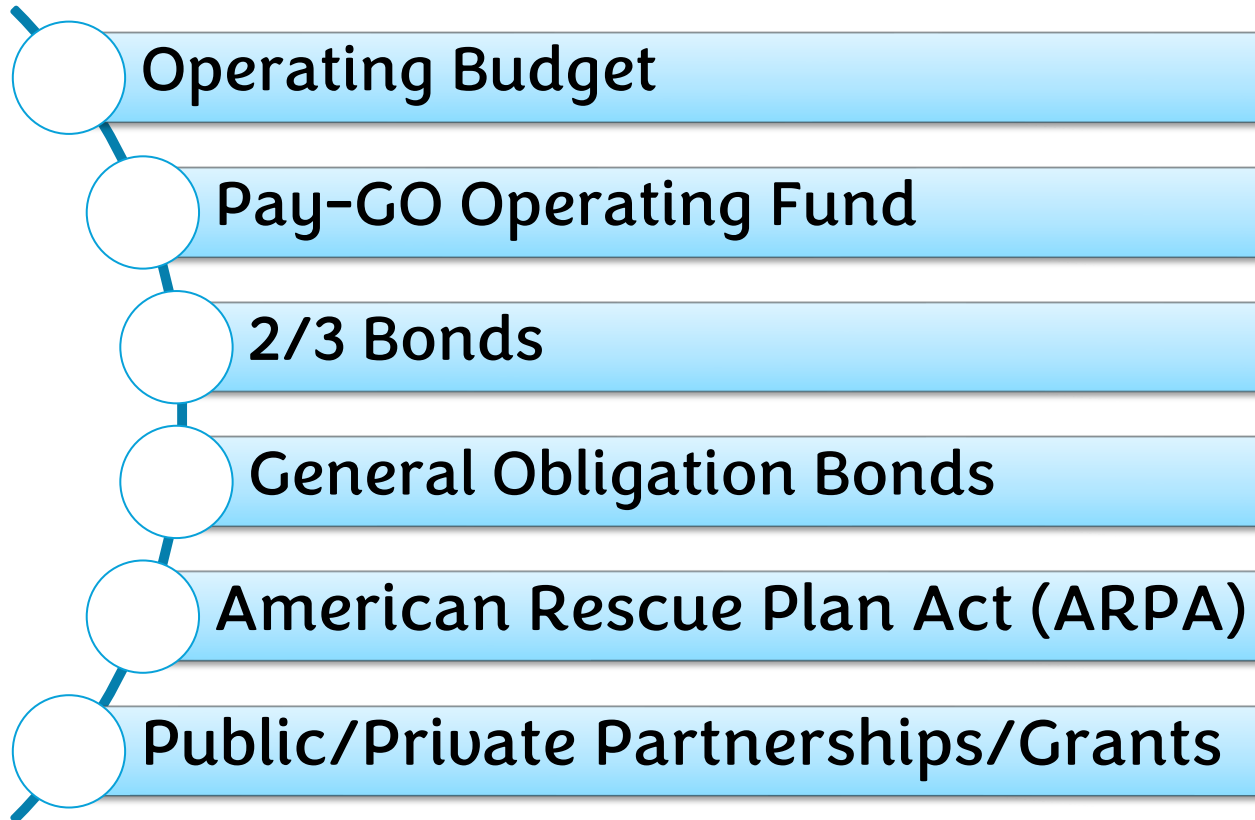 Operating Budget
Pay-GO Operating Fund
2/3 Bonds
General Obligation Bonds
American Rescue Plan Act (ARPA)
Public/Private Partnerships/Grants